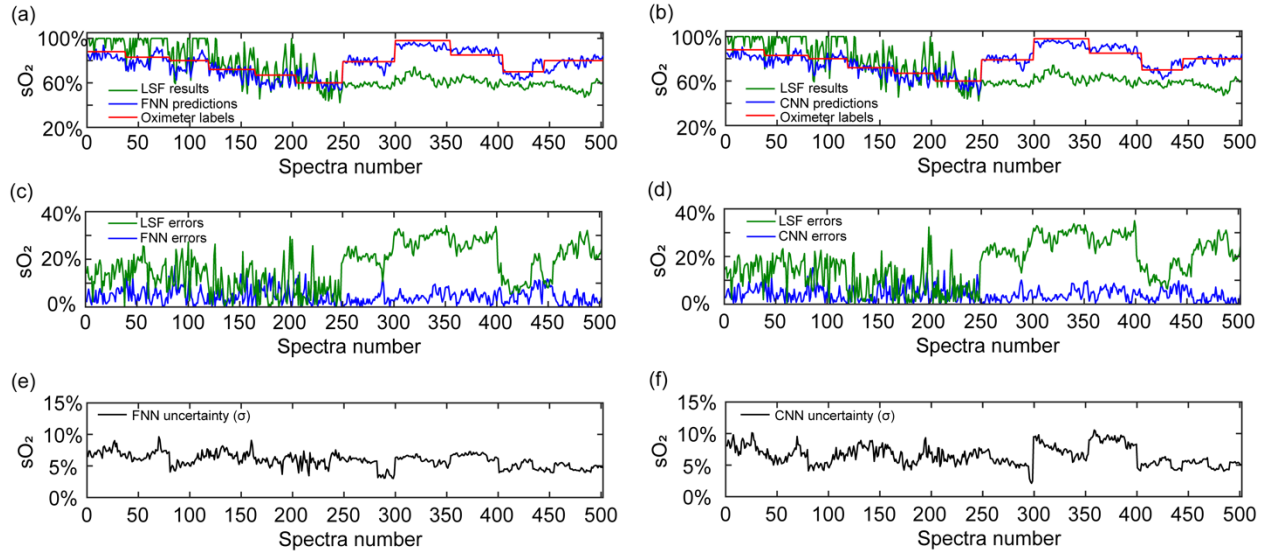 (a)
100%
60%
20%
sO₂
LSF results
FNN predictions
Oximeter labels
0 50 100 150 200 250 300 350 400 450 500
Spectra number
(b)
100%
60%
20%
sO₂
LSF results
CNN predictions
Oximeter labels
0 50 100 150 200 250 300 350 400 450 500
Spectra number
(c)
40%
20%
0%
sO₂
LSF errors
FNN errors
0 50 100 150 200 250 300 350 400 450 500
Spectra number
(d)
40%
20%
0%
sO₂
LSF errors
CNN errors
0 50 100 150 200 250 300 350 400 450 500
Spectra number
(e)
15%
10%
5%
0%
sO₂
FNN uncertainty (σ)
0 50 100 150 200 250 300 350 400 450 500
Spectra number
(f)
15%
10%
5%
0%
sO₂
CNN uncertainty (σ)
0 50 100 150 200 250 300 350 400 450 500
Spectra number